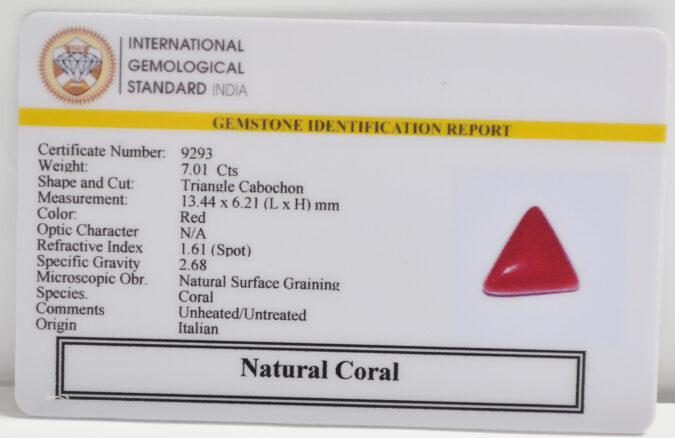 INTERNATIONAL
GEMOLOGICAL
STANDARD INDIA
GEMSTONE IDENTIFICATION REPORT
Certificate Number: 9293
Weight: 7.01 Cts
Shape and Cut: Triangle Cabochon
Measurement: 13.44 x 6.21 (L x H) mm
Color: Red
Optic Character N/A
Refractive Index 1.61 (Spot)
Specific Gravity 2.68
Microscopic Obr. Natural Surface Graining
Species. Coral
Comments Unheated/Untreated
Origin Italian
Natural Coral